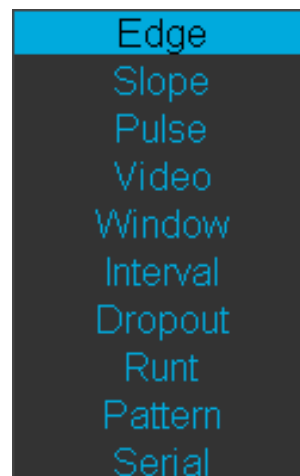 Edge
Slope
Pulse
Video
Window
Interval
Dropout
Runt
Pattern
Serial